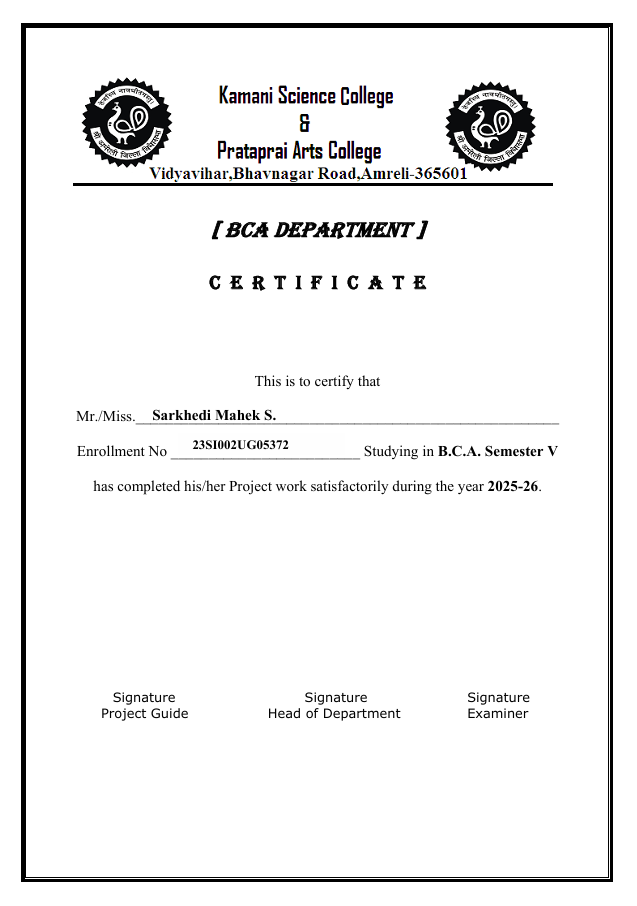 Kamani Science College
&
Prataprai Arts College
Vidyavihar,Bhavnagar Road,Amreli-365601
[ BCA DEPARTMENT ]
CERTIFICATE
This is to certify that
Mr./Miss. Sarkhedi Mahek S.
Enrollment No 23SI002UG05372 Studying in B.C.A. Semester V
has completed his/her Project work satisfactorily during the year 2025-26.
Signature Signature Signature
Project Guide Head of Department Examiner